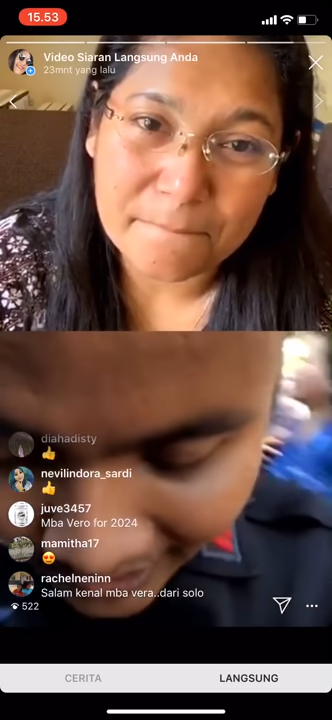 15.53
Video Siaran Langsung Anda
23mnt yang lalu
diahadisty
👍
nevilindora_sardi
👍
juve3457
Mba Vero for 2024
mamitha17
😍
rachelneninn
Salam kenal mba vera..dari solo
522
CERITA
LANGSUNG